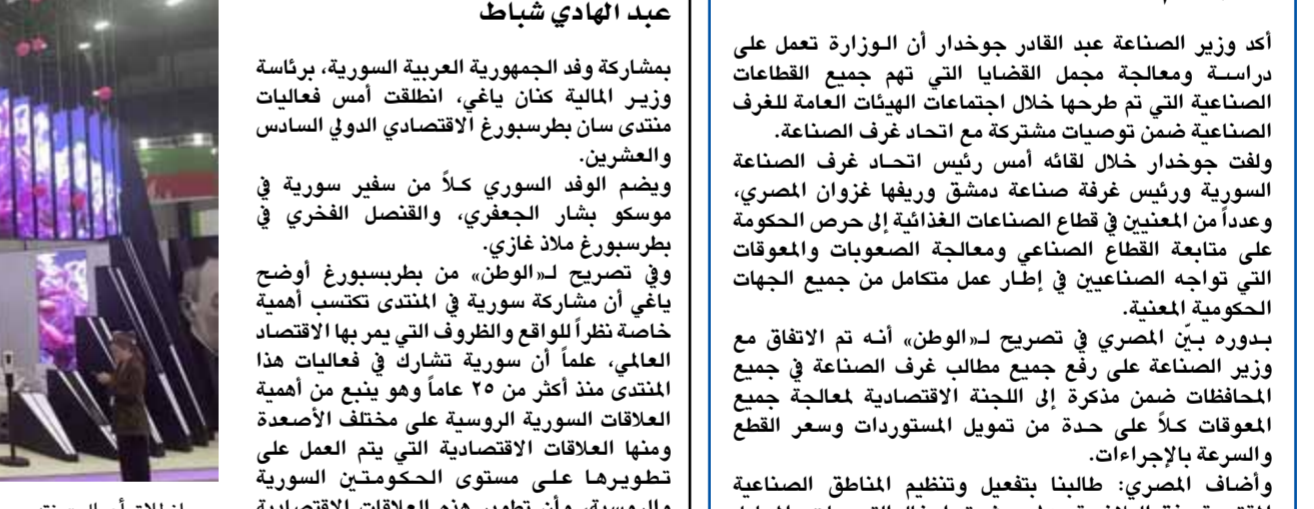 أكد وزير الصناعة عبد القادر جوخدار أن الوزارة تعمل على
دراسة ومعالجة مجمل القضايا التي تهم جميع القطاعات
الصناعية التي تم طرحها خلال اجتماعات الهيئات العامة للغرف
الصناعية ضمن توصيات مشتركة مع اتحاد غرف الصناعة.
ولفت جوخدار خلال لقائه أمس رئيس اتحاد غرف الصناعة
السورية ورئيس غرفة صناعة دمشق وريفها غزوان المصري،
وعدداً من المعنيين في قطاع الصناعات الغذائية إلى حرص الحكومة
على متابعة القطاع الصناعي ومعالجة الصعوبات والمعوقات
التي تواجه الصناعيين في إطار عمل متكامل من جميع الجهات
الحكومية المعنية.
بدوره بيّن المصري في تصريح لـ«الوطن» أنه تم الاتفاق مع
وزير الصناعة على رفع جميع مطالب غرف الصناعة في جميع
المحافظات ضمن مذكرة إلى اللجنة الاقتصادية لمعالجة جميع
المعوقات كلاً على حدة من تمويل المستوردات وسعر القطع
والسرعة بالإجراءات.
وأضاف المصري: طالبنا بتفعيل وتنظيم المناطق الصناعية
عبد الهادي شباط
بمشاركة وفد الجمهورية العربية السورية، برئاسة
وزير المالية كنان ياغي، انطلقت أمس فعاليات
منتدى سان بطرسبورغ الاقتصادي الدولي السادس
والعشرين.
ويضم الوفد السوري كلاً من سفير سورية في
موسكو بشار الجعفري، والقنصل الفخري في
بطرسبورغ ملاذ غازي.
وفي تصريح لـ«الوطن» من بطربسبورغ أوضح
ياغي أن مشاركة سورية في المنتدى تكتسب أهمية
خاصة نظراً للواقع والظروف التي يمر بها الاقتصاد
العالمي، علماً أن سورية تشارك في فعاليات هذا
المنتدى منذ أكثر من ٢٥ عاماً وهو ينبع من أهمية
العلاقات السورية الروسية على مختلف الأصعدة
ومنها العلاقات الاقتصادية التي يتم العمل على
تطويرها على مستوى الحكومتين السورية
والروسية، وأن تطوير هذه العلاقات الاقتصادية